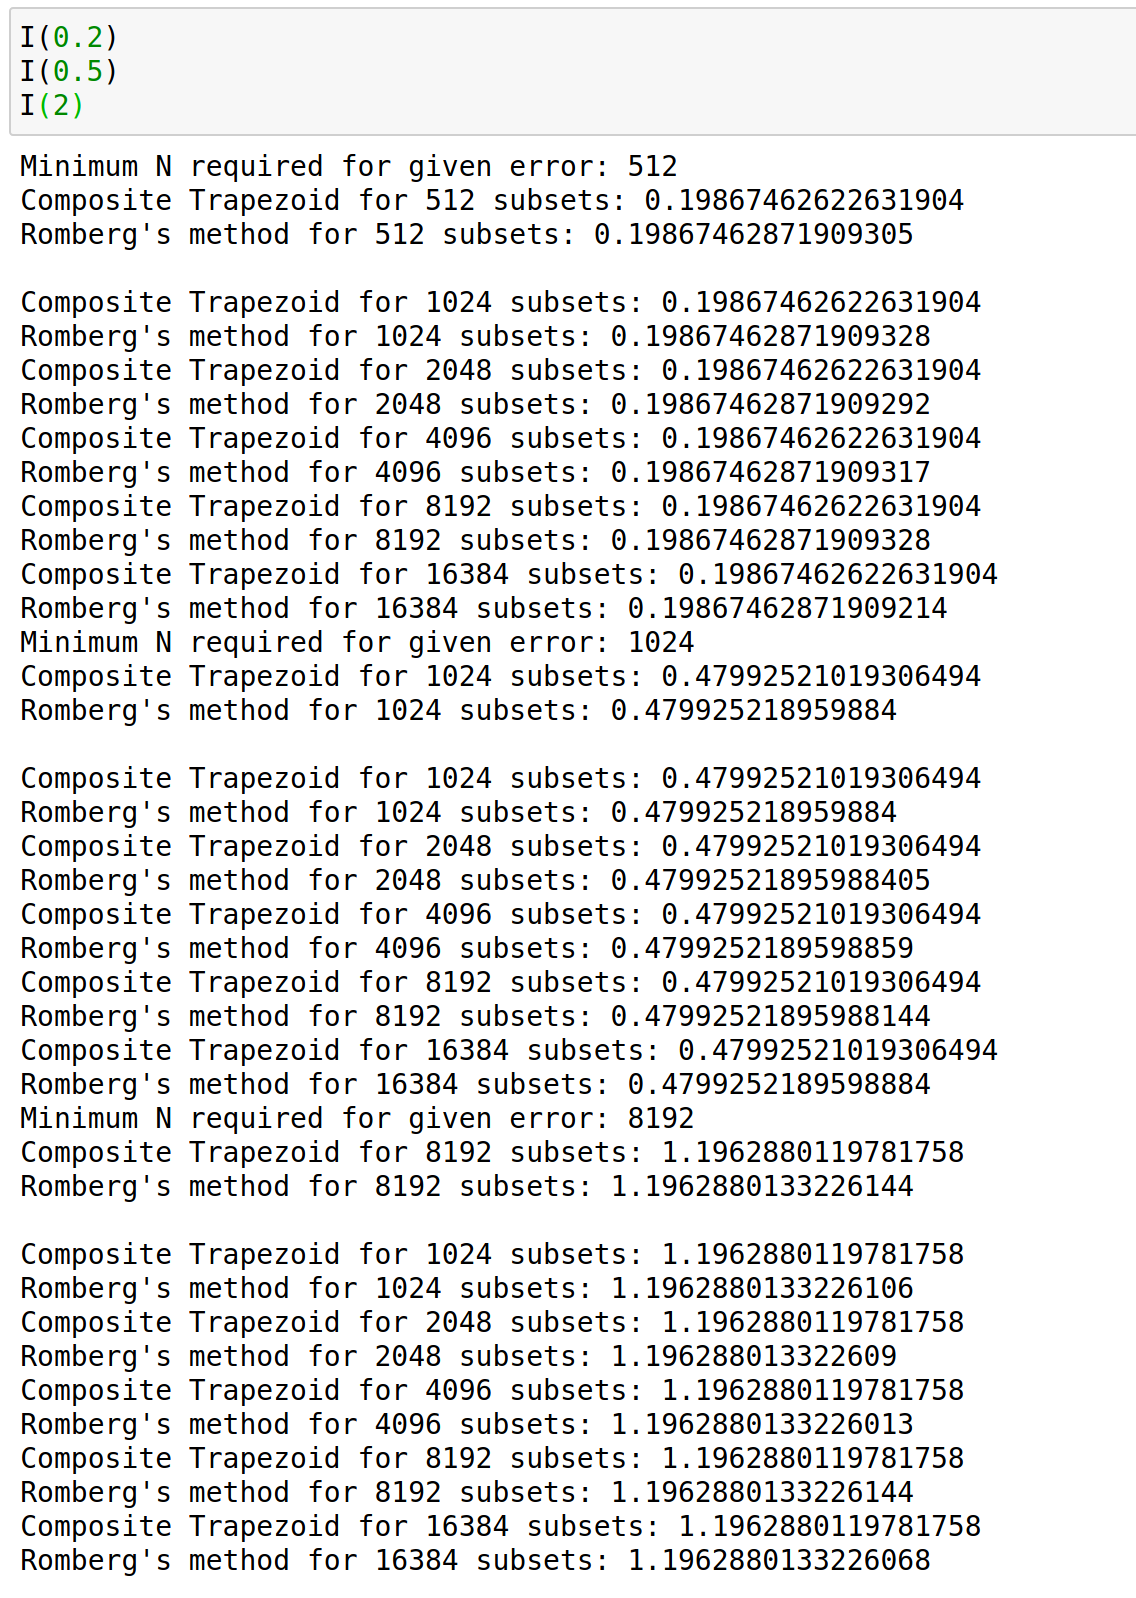 I(0.2)
I(0.5)
I(2)
Minimum N required for given error: 512
Composite Trapezoid for 512 subsets: 0.19867462622631904
Romberg's method for 512 subsets: 0.19867462871909305
Composite Trapezoid for 1024 subsets: 0.19867462622631904
Romberg's method for 1024 subsets: 0.19867462871909328
Composite Trapezoid for 2048 subsets: 0.19867462622631904
Romberg's method for 2048 subsets: 0.19867462871909292
Composite Trapezoid for 4096 subsets: 0.19867462622631904
Romberg's method for 4096 subsets: 0.19867462871909317
Composite Trapezoid for 8192 subsets: 0.19867462622631904
Romberg's method for 8192 subsets: 0.19867462871909328
Composite Trapezoid for 16384 subsets: 0.19867462622631904
Romberg's method for 16384 subsets: 0.19867462871909214
Minimum N required for given error: 1024
Composite Trapezoid for 1024 subsets: 0.47992521019306494
Romberg's method for 1024 subsets: 0.479925218959884
Composite Trapezoid for 1024 subsets: 0.47992521019306494
Romberg's method for 1024 subsets: 0.479925218959884
Composite Trapezoid for 2048 subsets: 0.47992521019306494
Romberg's method for 2048 subsets: 0.47992521895988405
Composite Trapezoid for 4096 subsets: 0.47992521019306494
Romberg's method for 4096 subsets: 0.4799252189598859
Composite Trapezoid for 8192 subsets: 0.47992521019306494
Romberg's method for 8192 subsets: 0.47992521895988144
Composite Trapezoid for 16384 subsets: 0.47992521019306494
Romberg's method for 16384 subsets: 0.4799252189598884
Minimum N required for given error: 8192
Composite Trapezoid for 8192 subsets: 1.1962880119781758
Romberg's method for 8192 subsets: 1.1962880133226144
Composite Trapezoid for 1024 subsets: 1.1962880119781758
Romberg's method for 1024 subsets: 1.1962880133226106
Composite Trapezoid for 2048 subsets: 1.1962880119781758
Romberg's method for 2048 subsets: 1.196288013322609
Composite Trapezoid for 4096 subsets: 1.1962880119781758
Romberg's method for 4096 subsets: 1.1962880133226013
Composite Trapezoid for 8192 subsets: 1.1962880119781758
Romberg's method for 8192 subsets: 1.1962880133226144
Composite Trapezoid for 16384 subsets: 1.1962880119781758
Romberg's method for 16384 subsets: 1.1962880133226068